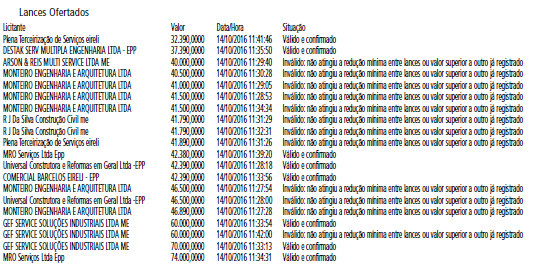 Lances Ofertados
Licitante Valor Data/Hora Situação
Plena Terceirização de Serviços eireli 32.390,0000 14/10/2016 11:41:46 Válido e confirmado
DESTAK SERV MULTIPLA ENGENHARIA LTDA - EPP 37.390,0000 14/10/2016 11:35:50 Válido e confirmado
ARSON & REIS MULTI SERVICE LTDA ME 40.000,0000 14/10/2016 11:29:40 Inválido: não atingiu a redução mínima entre lances ou valor superior a outro já registrado
MONTEIRO ENGENHARIA E ARQUITETURA LTDA 40.500,0000 14/10/2016 11:30:28 Inválido: não atingiu a redução mínima entre lances ou valor superior a outro já registrado
MONTEIRO ENGENHARIA E ARQUITETURA LTDA 41.000,0000 14/10/2016 11:29:05 Inválido: não atingiu a redução mínima entre lances ou valor superior a outro já registrado
MONTEIRO ENGENHARIA E ARQUITETURA LTDA 41.500,0000 14/10/2016 11:28:53 Inválido: não atingiu a redução mínima entre lances ou valor superior a outro já registrado
MONTEIRO ENGENHARIA E ARQUITETURA LTDA 41.500,0000 14/10/2016 11:34:34 Inválido: não atingiu a redução mínima entre lances ou valor superior a outro já registrado
R J Da Silva Construção Civil me 41.790,0000 14/10/2016 11:31:29 Inválido: não atingiu a redução mínima entre lances ou valor superior a outro já registrado
R J Da Silva Construção Civil me 41.790,0000 14/10/2016 11:32:31 Inválido: não atingiu a redução mínima entre lances ou valor superior a outro já registrado
Plena Terceirização de Serviços eireli 41.890,0000 14/10/2016 11:31:26 Inválido: não atingiu a redução mínima entre lances ou valor superior a outro já registrado
MRO Serviços Ltda Epp 42.380,0000 14/10/2016 11:39:20 Válido e confirmado
Universal Construtora e Reformas em Geral Ltda -EPP 42.390,0000 14/10/2016 11:28:18 Válido e confirmado
COMERCIAL BARCELOS EIRELI - EPP 42.390,0000 14/10/2016 11:33:56 Válido e confirmado
MONTEIRO ENGENHARIA E ARQUITETURA LTDA 46.500,0000 14/10/2016 11:27:54 Inválido: não atingiu a redução mínima entre lances ou valor superior a outro já registrado
Universal Construtora e Reformas em Geral Ltda -EPP 46.500,0000 14/10/2016 11:28:00 Inválido: não atingiu a redução mínima entre lances ou valor superior a outro já registrado
MONTEIRO ENGENHARIA E ARQUITETURA LTDA 46.890,0000 14/10/2016 11:27:28 Inválido: não atingiu a redução mínima entre lances ou valor superior a outro já registrado
GEF SERVICE SOLUÇÕES INDUSTRIAIS LTDA ME 60.000,0000 14/10/2016 11:33:54 Válido e confirmado
GEF SERVICE SOLUÇÕES INDUSTRIAIS LTDA ME 60.000,0000 14/10/2016 11:42:00 Inválido: não atingiu a redução mínima entre lances ou valor superior a outro já registrado
GEF SERVICE SOLUÇÕES INDUSTRIAIS LTDA ME 70.000,0000 14/10/2016 11:33:13 Válido e confirmado
MRO Serviços Ltda Epp 74.000,0000 14/10/2016 11:34:31 Válido e confirmado